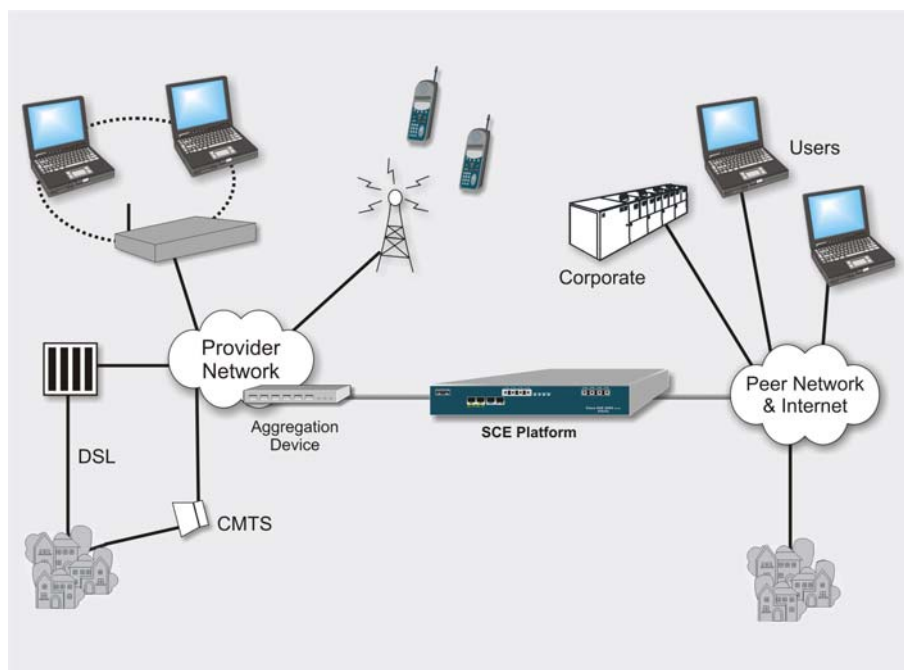 Users
Corporate
Provider
Network
Peer Network
& Internet
Aggregation
Device
SCE Platform
DSL
CMTS